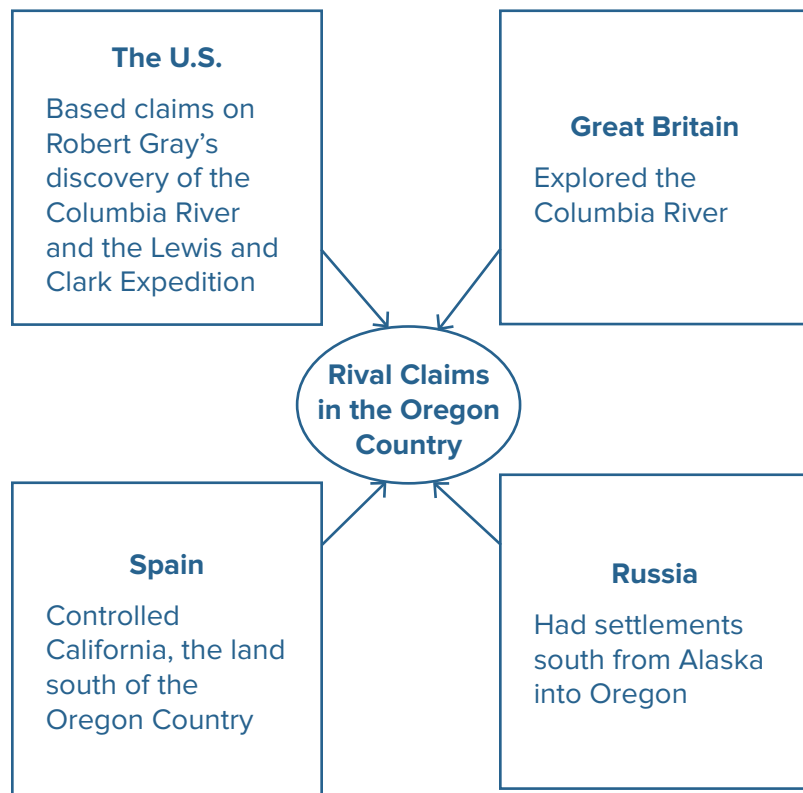 The U.S.
Based claims on
Robert Gray’s
discovery of the
Columbia River
and the Lewis and
Clark Expedition
Great Britain
Explored the
Columbia River
Rival Claims
in the Oregon
Country
Spain
Controlled
California, the land
south of the
Oregon Country
Russia
Had settlements
south from Alaska
into Oregon